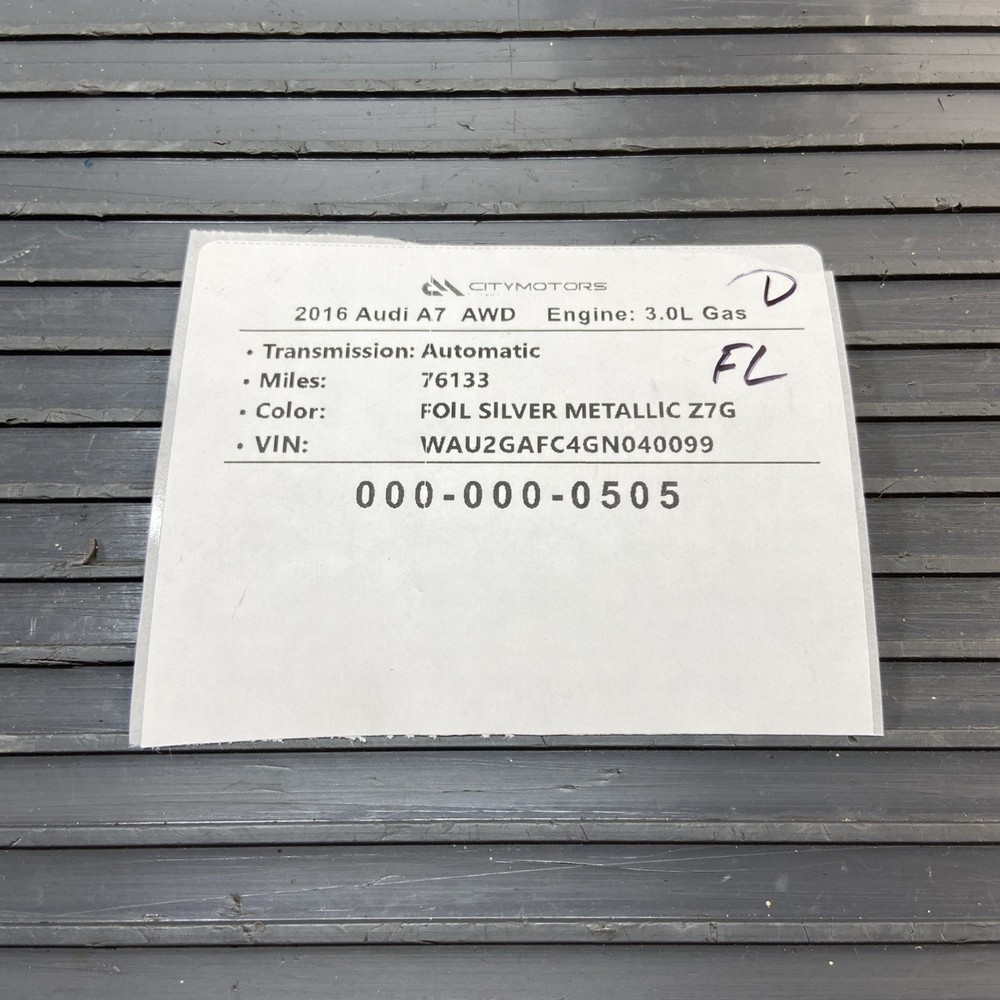 CITYMOTORS
D
2016 Audi A7 AWD Engine: 3.0L Gas
• Transmission: Automatic
FL
• Miles: 76133
• Color: FOIL SILVER METALLIC Z7G
• VIN: WAU2GAFC4GN040099
000-000-0505